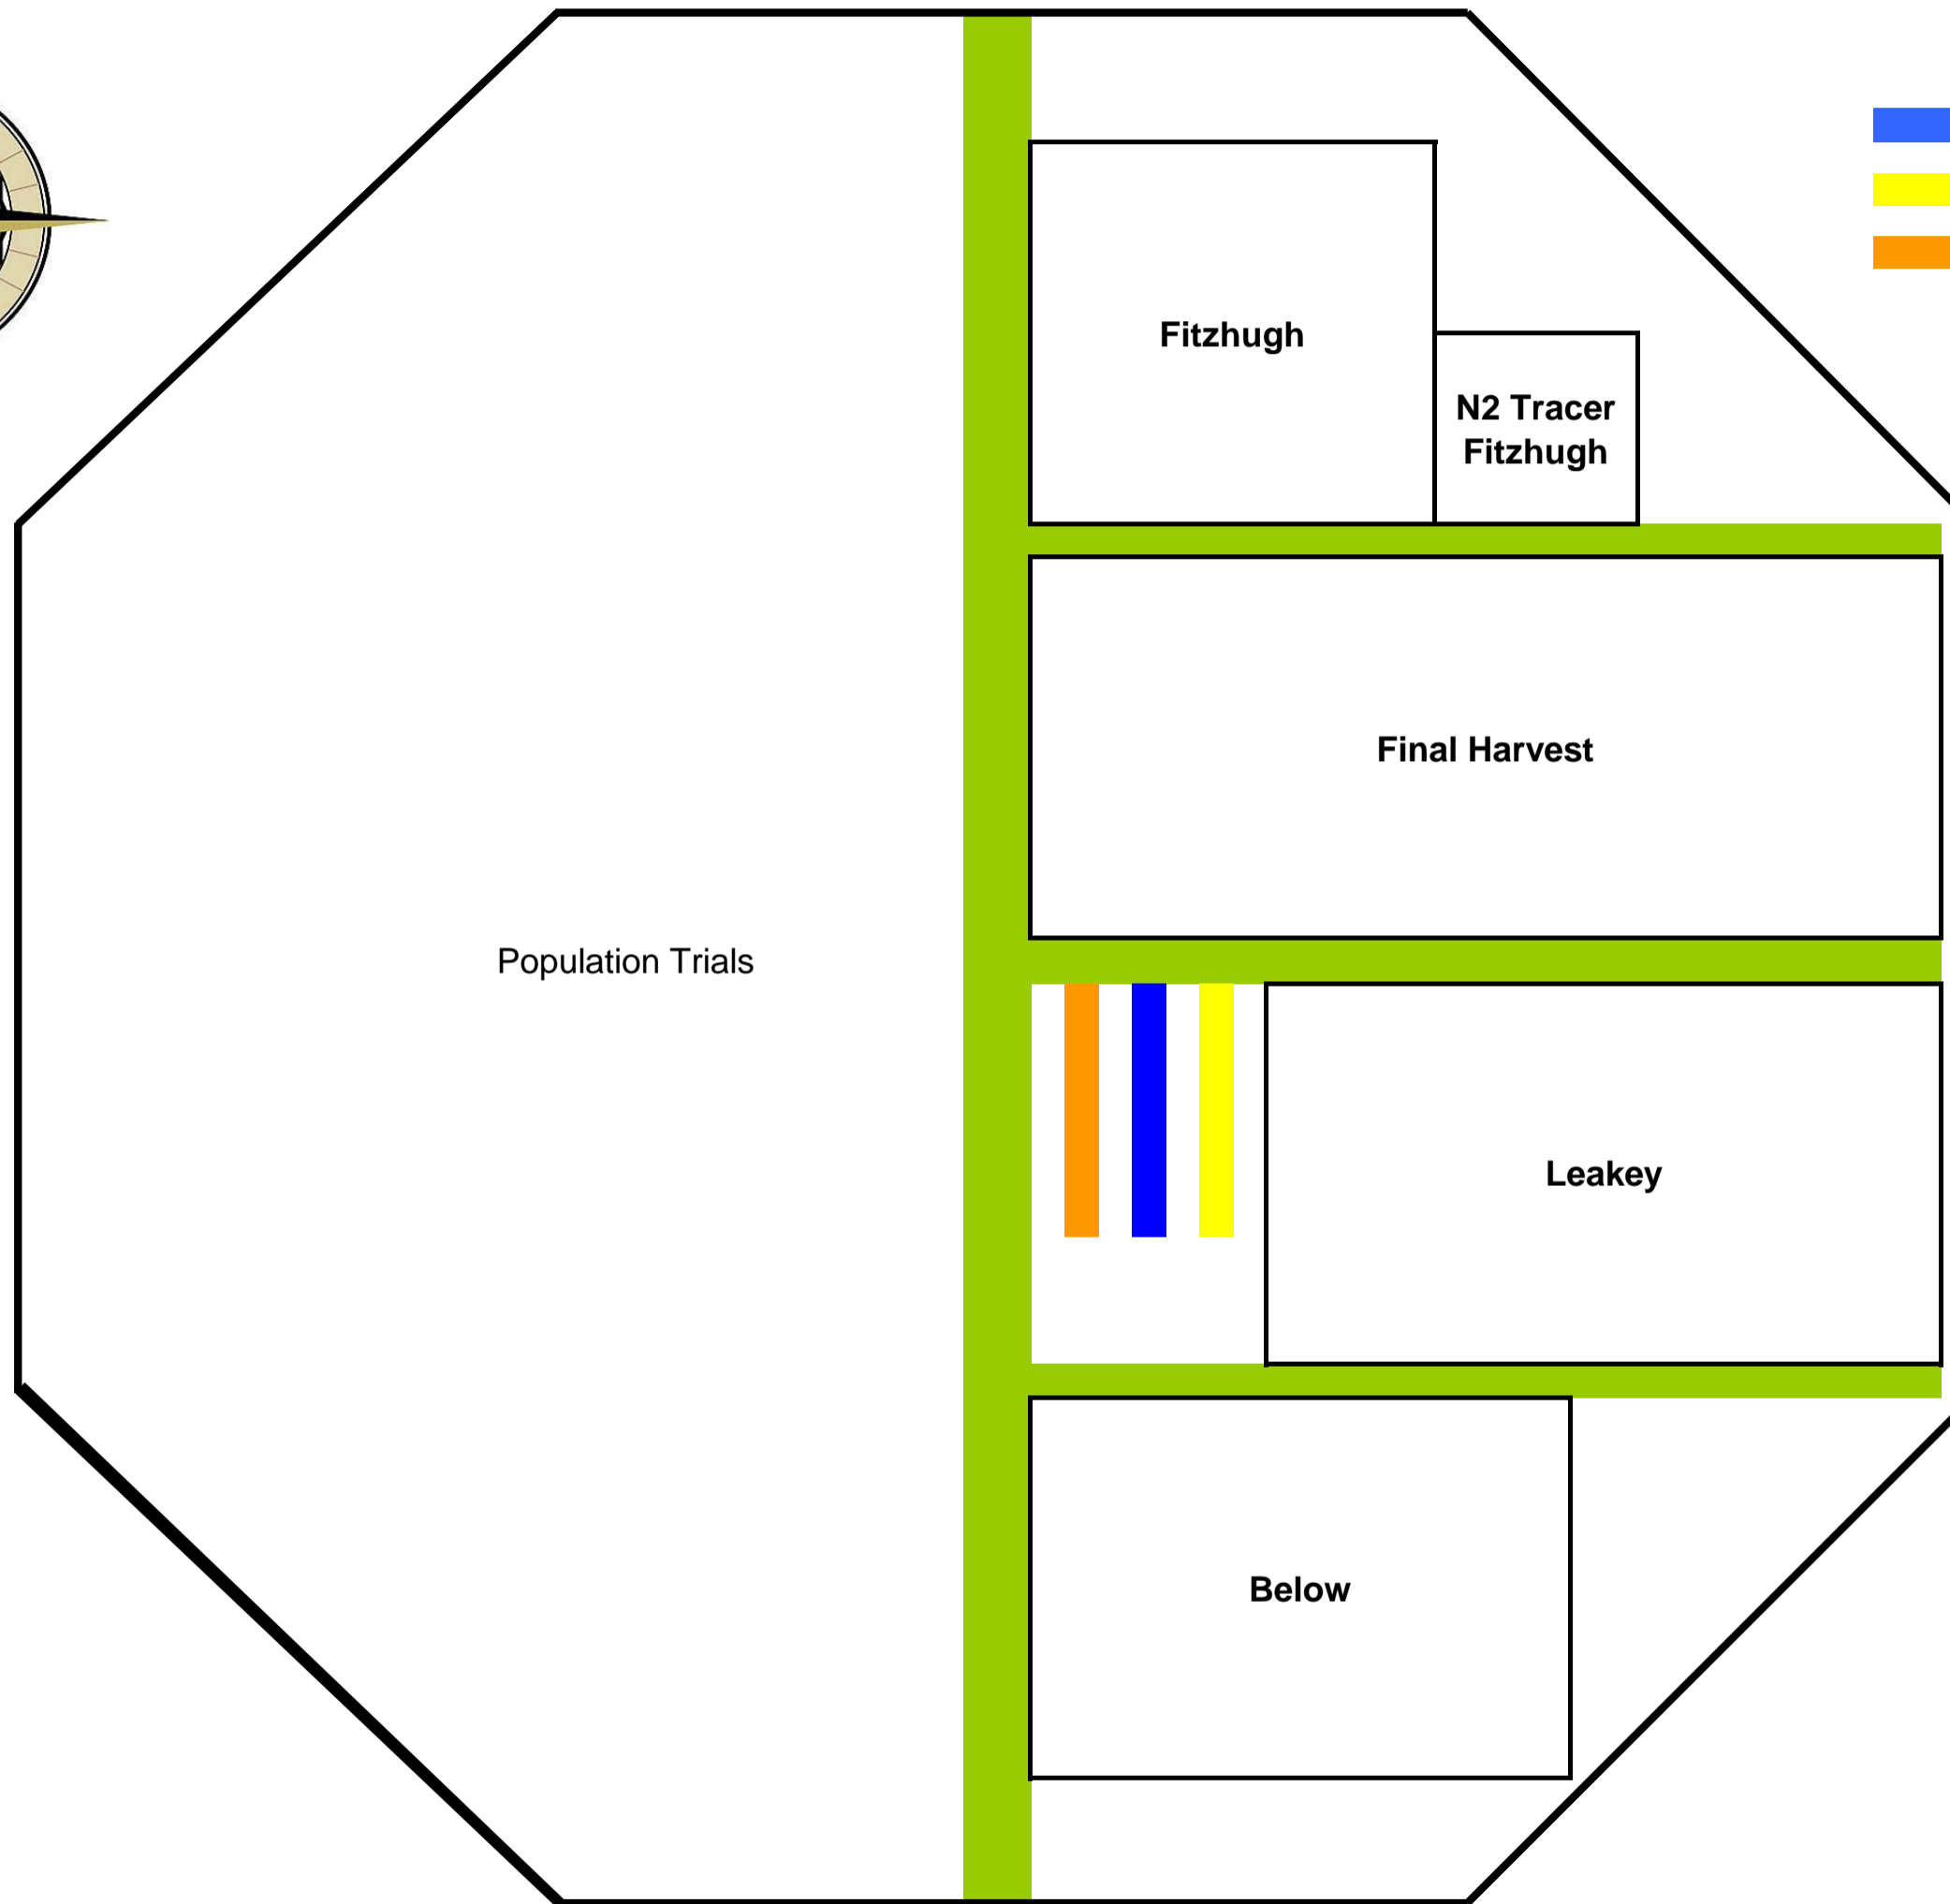 Fitzhugh
N2 Tracer
Fitzhugh
Final Harvest
Population Trials
Leakey
Below